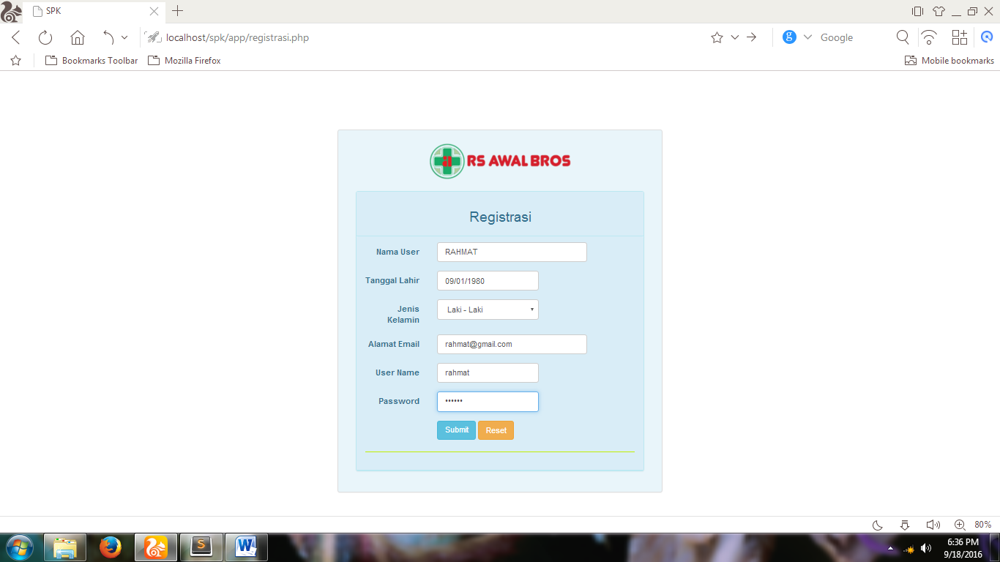 SPK
localhost/spk/app/registrasi.php
g
Google
Bookmarks Toolbar
Mozilla Firefox
Mobile bookmarks
a RS AWAL BROS
Registrasi
Nama User
RAHMAT
Tanggal Lahir
09/01/1980
Jenis
Kelamin
Laki - Laki
Alamat Email
rahmat@gmail.com
User Name
rahmat
Password
••••••
Submit
Reset
80%
S
W
6:36 PM
9/18/2016